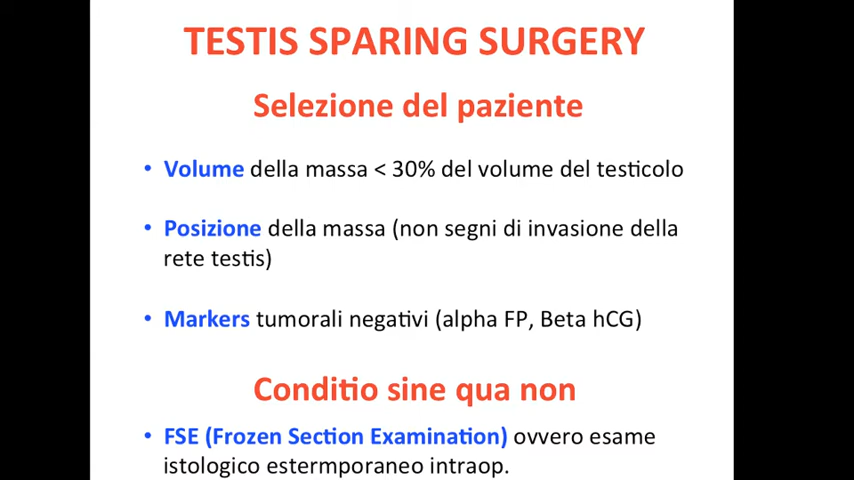 TESTIS SPARING SURGERY
Selezione del paziente
• Volume della massa < 30% del volume del testicolo
• Posizione della massa (non segni di invasione della
rete testis)
• Markers tumorali negativi (alpha FP, Beta hCG)
Conditio sine qua non
• FSE (Frozen Section Examination) ovvero esame
istologico estermporaneo intraop.